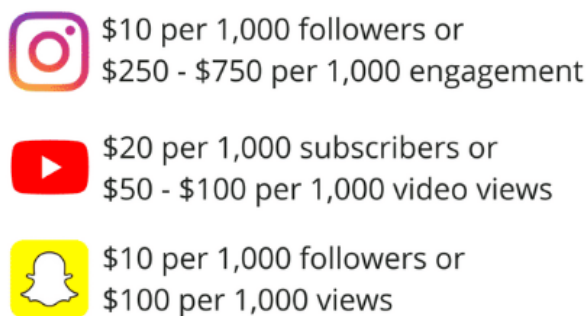 $10 per 1,000 followers or
$250 - $750 per 1,000 engagement
$20 per 1,000 subscribers or
$50 - $100 per 1,000 video views
$10 per 1,000 followers or
$100 per 1,000 views